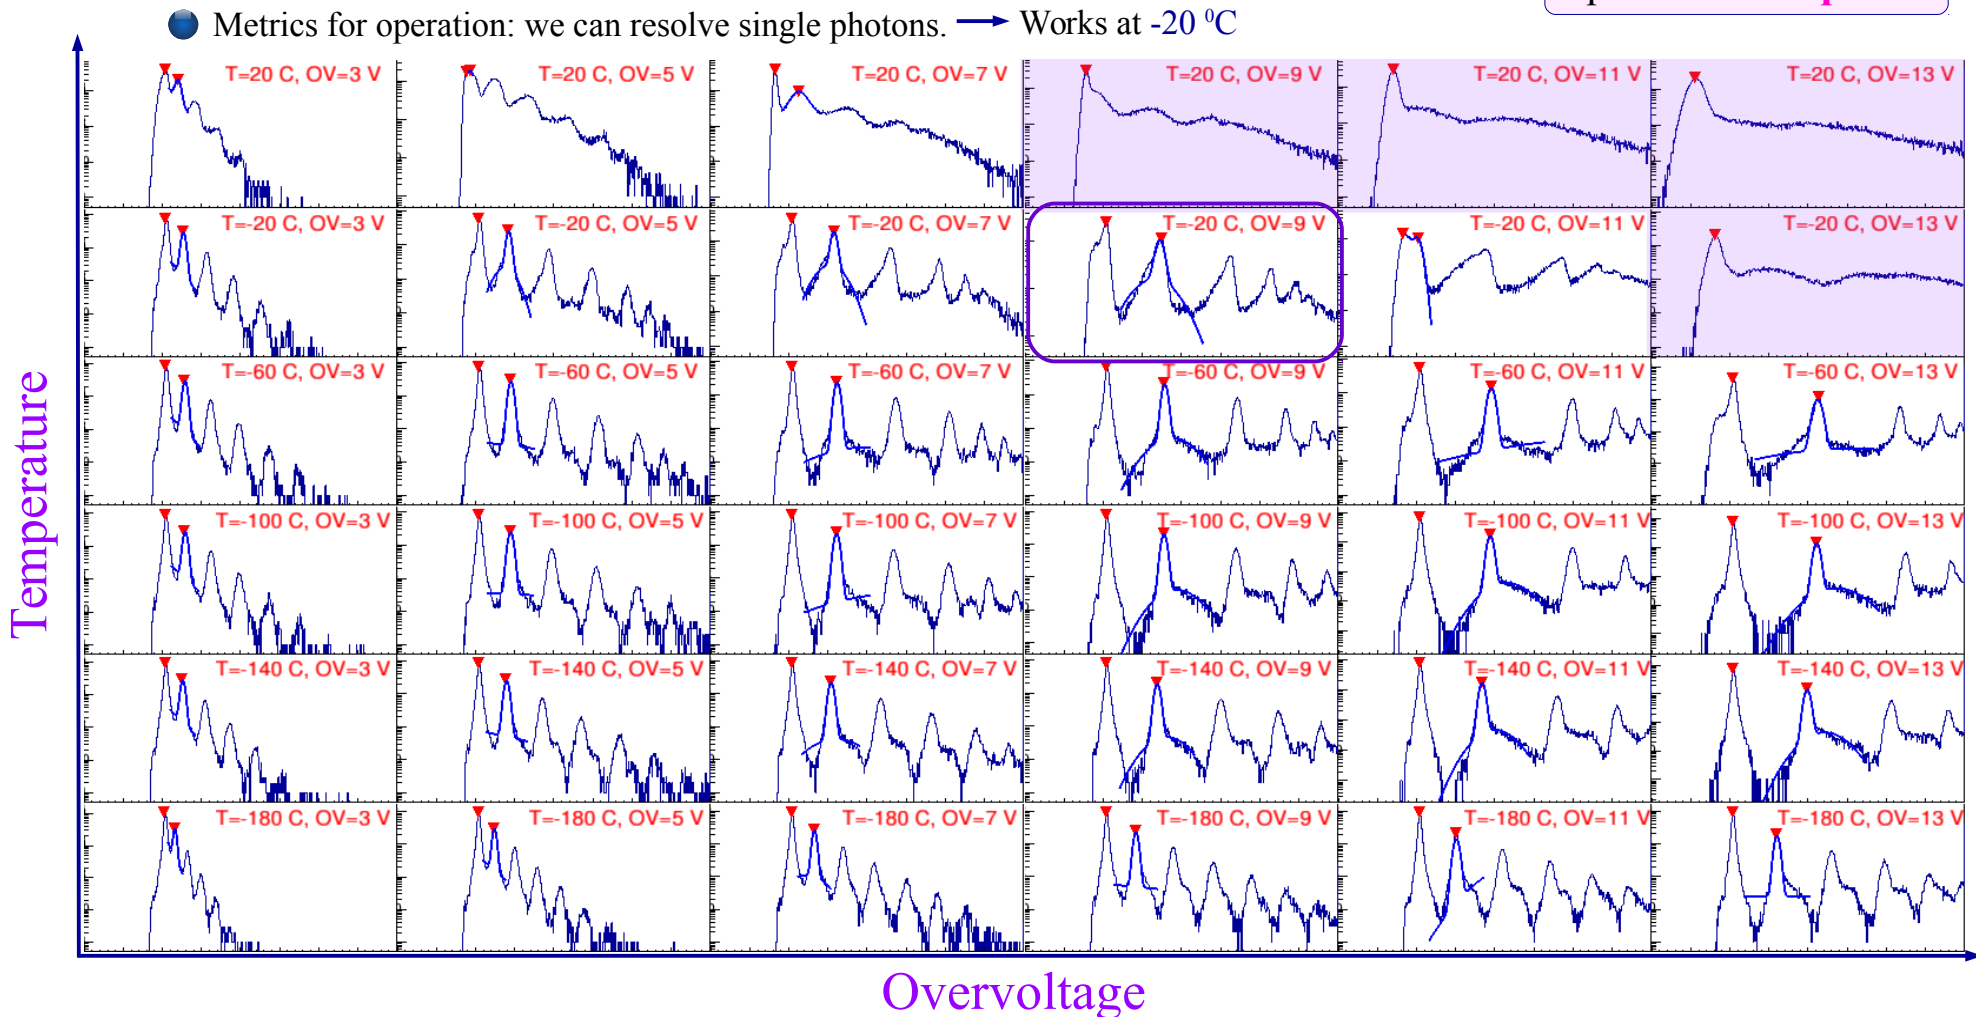 Metrics for operation: we can resolve single photons. → Works at -20 ⁰C
T=20 C, OV=3 V
T=20 C, OV=5 V
T=20 C, OV=7 V
T=20 C, OV=9 V
T=20 C, OV=11 V
T=20 C, OV=13 V
T=-20 C, OV=3 V
T=-20 C, OV=5 V
T=-20 C, OV=7 V
T=-20 C, OV=9 V
T=-20 C, OV=11 V
T=-20 C, OV=13 V
T=-60 C, OV=3 V
T=-60 C, OV=5 V
T=-60 C, OV=7 V
T=-60 C, OV=9 V
T=-60 C, OV=11 V
T=-60 C, OV=13 V
T=-100 C, OV=3 V
T=-100 C, OV=5 V
T=-100 C, OV=7 V
T=-100 C, OV=9 V
T=-100 C, OV=11 V
T=-100 C, OV=13 V
T=-140 C, OV=3 V
T=-140 C, OV=5 V
T=-140 C, OV=7 V
T=-140 C, OV=9 V
T=-140 C, OV=11 V
T=-140 C, OV=13 V
T=-180 C, OV=3 V
T=-180 C, OV=5 V
T=-180 C, OV=7 V
T=-180 C, OV=9 V
T=-180 C, OV=11 V
T=-180 C, OV=13 V
Temperature
Overvoltage